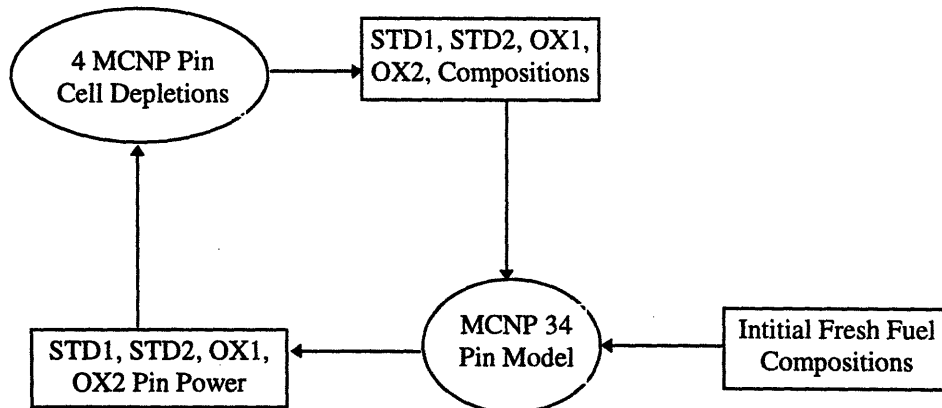 4 MCNP Pin
Cell Depletions
STD1, STD2, OX1,
OX2, Compositions
MCNP 34
Pin Model
Intitial Fresh Fuel
Compositions
STD1, STD2, OX1,
OX2 Pin Power